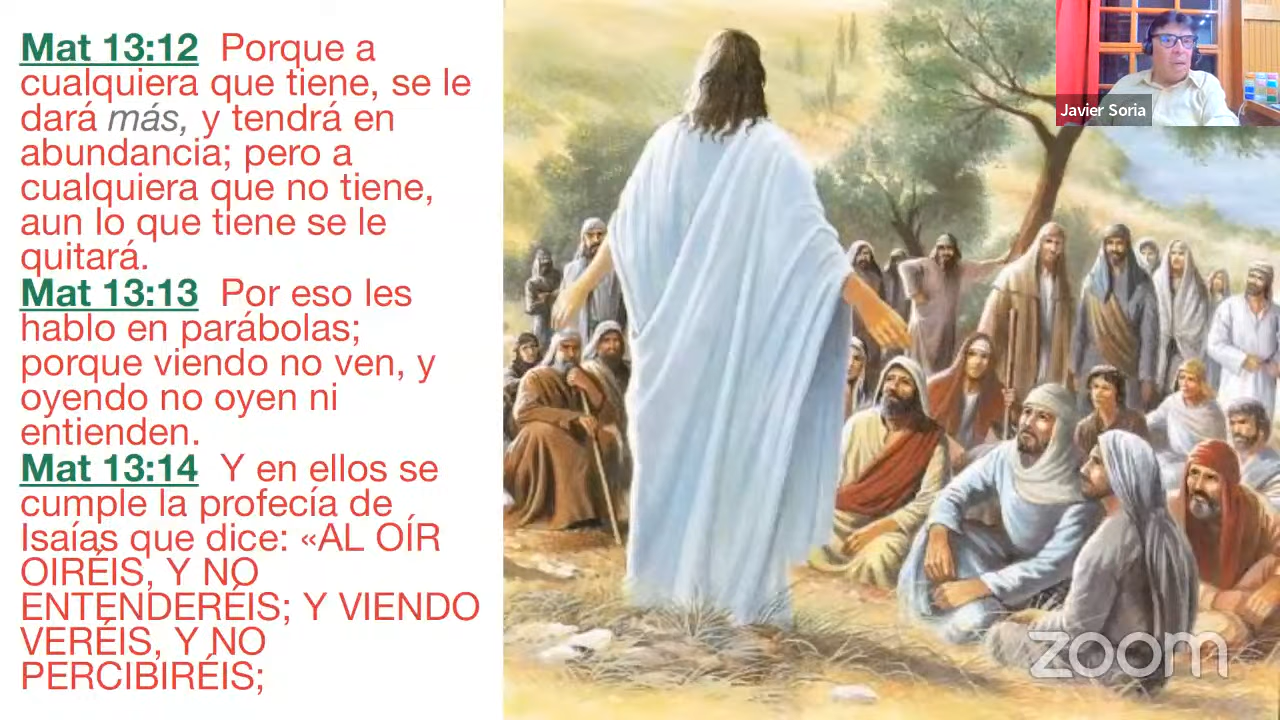 Mat 13:12 Porque a
cualquiera que tiene, se le
dará más, y tendrá en
abundancia; pero a
cualquiera que no tiene,
aun lo que tiene se le
quitará.
Mat 13:13 Por eso les
hablo en parábolas;
porque viendo no ven, y
oyendo no oyen ni
entienden.
Mat 13:14 Y en ellos se
cumple la profecía de
Isaías que dice: «AL OÍR
OIRÉIS, Y NO
ENTENDERÉIS; Y VIENDO
VERÉIS, Y NO
PERCIBIRÉIS;
Javier Soria
zoom